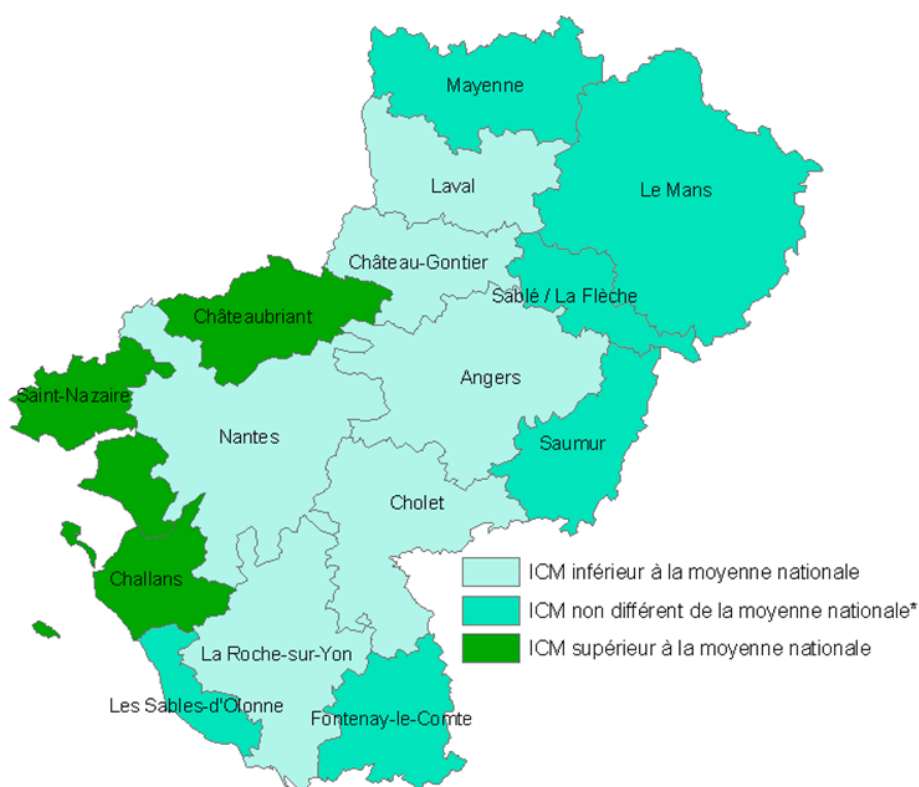 Mayenne
Le Mans
Laval
Château-Gontier
Sablé / La Flèche
Châteaubriant
Angers
Saint-Nazaire
Nantes
Saumur
Cholet
Challans
La Roche-sur-Yon
Les Sables-d'Olonne
Fontenay-le-Comte
ICM inférieur à la moyenne nationale
ICM non différent de la moyenne nationale*
ICM supérieur à la moyenne nationale